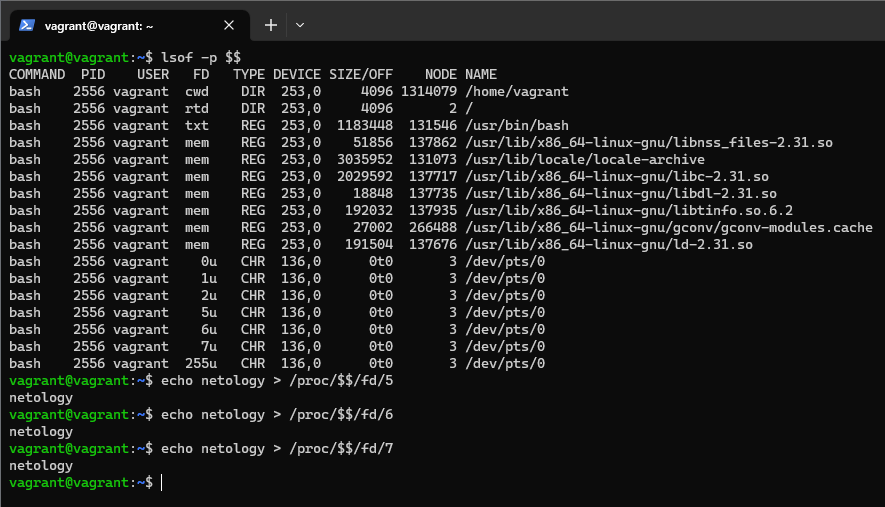 vagrant@vagrant: ~
vagrant@vagrant:~$ lsof -p $$
COMMAND  PID    USER   FD   TYPE DEVICE SIZE/OFF    NODE NAME
bash    2556 vagrant  cwd    DIR  253,0     4096 1314079 /home/vagrant
bash    2556 vagrant  rtd    DIR  253,0     4096       2 /
bash    2556 vagrant  txt    REG  253,0  1183448  131546 /usr/bin/bash
bash    2556 vagrant  mem    REG  253,0    51856  137862 /usr/lib/x86_64-linux-gnu/libnss_files-2.31.so
bash    2556 vagrant  mem    REG  253,0  3035952  131073 /usr/lib/locale/locale-archive
bash    2556 vagrant  mem    REG  253,0  2029592  137717 /usr/lib/x86_64-linux-gnu/libc-2.31.so
bash    2556 vagrant  mem    REG  253,0    18848  137735 /usr/lib/x86_64-linux-gnu/libdl-2.31.so
bash    2556 vagrant  mem    REG  253,0   192032  137935 /usr/lib/x86_64-linux-gnu/libtinfo.so.6.2
bash    2556 vagrant  mem    REG  253,0    27002  266488 /usr/lib/x86_64-linux-gnu/gconv/gconv-modules.cache
bash    2556 vagrant  mem    REG  253,0   191504  137676 /usr/lib/x86_64-linux-gnu/ld-2.31.so
bash    2556 vagrant   0u    CHR  136,0      0t0       3 /dev/pts/0
bash    2556 vagrant   1u    CHR  136,0      0t0       3 /dev/pts/0
bash    2556 vagrant   2u    CHR  136,0      0t0       3 /dev/pts/0
bash    2556 vagrant   5u    CHR  136,0      0t0       3 /dev/pts/0
bash    2556 vagrant   6u    CHR  136,0      0t0       3 /dev/pts/0
bash    2556 vagrant   7u    CHR  136,0      0t0       3 /dev/pts/0
bash    2556 vagrant 255u    CHR  136,0      0t0       3 /dev/pts/0
vagrant@vagrant:~$ echo netology > /proc/$$/fd/5
netology
vagrant@vagrant:~$ echo netology > /proc/$$/fd/6
netology
vagrant@vagrant:~$ echo netology > /proc/$$/fd/7
netology
vagrant@vagrant:~$